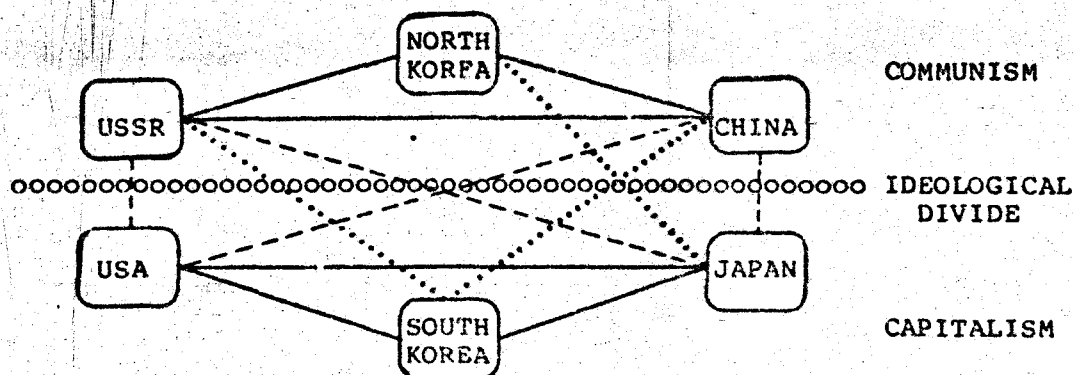 NORTH
KORFA
COMMUNISM
USSR
CHINA
IDEOLOGICAL
DIVIDE
USA
JAPAN
SOUTH
KOREA
CAPITALISM